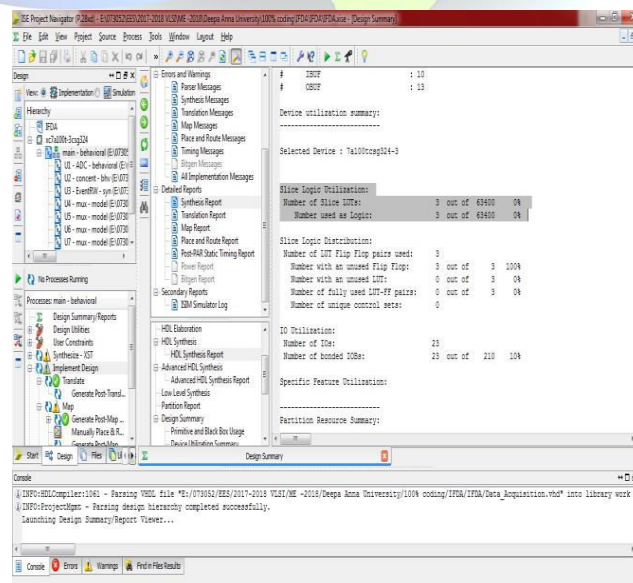 ISE Project Navigator (P.28xd) - E:\073052\EES\2017-2018 VLSI\ME -2018\Deepa Anna University\100% coding\IFDA\IFDA\IFDA.xise - [Design Summary]
File Edit View Project Source Process Tools Window Layout Help
Design
View: Implementation Simulation
Hierarchy
IFDA
xc7a100t-3csg324
main - behavioral (E:\0730
U1 - ADC - behavioral (E:\
U2 - concent - bhv (E:\073
U3 - EventRW - syn (E:\07
U4 - mux - model (E:\0730
U5 - mux - model (E:\0730
U6 - mux - model (E:\0730
U7 - mux - model (E:\0730
No Processes Running
Processes: main - behavioral
Design Summary/Reports
Design Utilities
User Constraints
Synthesize - XST
Implement Design
Translate
Generate Post-Transl...
Map
Generate Post-Map ...
Manually Place & R...
Generate Post-Map
Start
Design
Files
Errors and Warnings
Parser Messages
Synthesis Messages
Translation Messages
Map Messages
Place and Route Messages
Timing Messages
Bitgen Messages
All Implementation Messages
Detailed Reports
Synthesis Report
Translation Report
Map Report
Place and Route Report
Post-PAR Static Timing Report
Power Report
Bitgen Report
Secondary Reports
ISIM Simulator Log
HDL Elaboration
HDL Synthesis
HDL Synthesis Report
Advanced HDL Synthesis
Advanced HDL Synthesis Report
Low Level Synthesis
Partition Report
Design Summary
Primitive and Black Box Usage
Device Utilization Summary
# IBUF : 10
# OBUF : 13
Device utilization summary:
---------------------------
Selected Device : 7a100tcsg324-3
Slice Logic Utilization:
Number of Slice LUTs: 3 out of 63400 0%
Number used as Logic: 3 out of 63400 0%
Slice Logic Distribution:
Number of LUT Flip Flop pairs used: 3
Number with an unused Flip Flop: 3 out of 3 100%
Number with an unused LUT: 0 out of 3 0%
Number of fully used LUT-FF pairs: 0 out of 3 0%
Number of unique control sets: 0
IO Utilization:
Number of IOs: 23
Number of bonded IOBs: 23 out of 210 10%
Specific Feature Utilization:
---------------------------
Partition Resource Summary:
Design Summary
Console
INFO:HDLCompiler:1061 - Parsing VHDL file "E:/073052/EES/2017-2018 VLSI/ME -2018/Deepa Anna University/100% coding/IFDA/IFDA/Data_Acquisition.vhd" into library work
INFO:ProjectMgmt - Parsing design hierarchy completed successfully.
Launching Design Summary/Report Viewer...
Console
Errors
Warnings
Find in Files Results